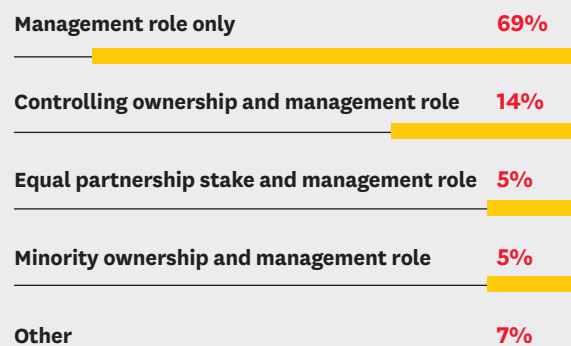 Management role only 69%
Controlling ownership and management role 14%
Equal partnership stake and management role 5%
Minority ownership and management role 5%
Other 7%